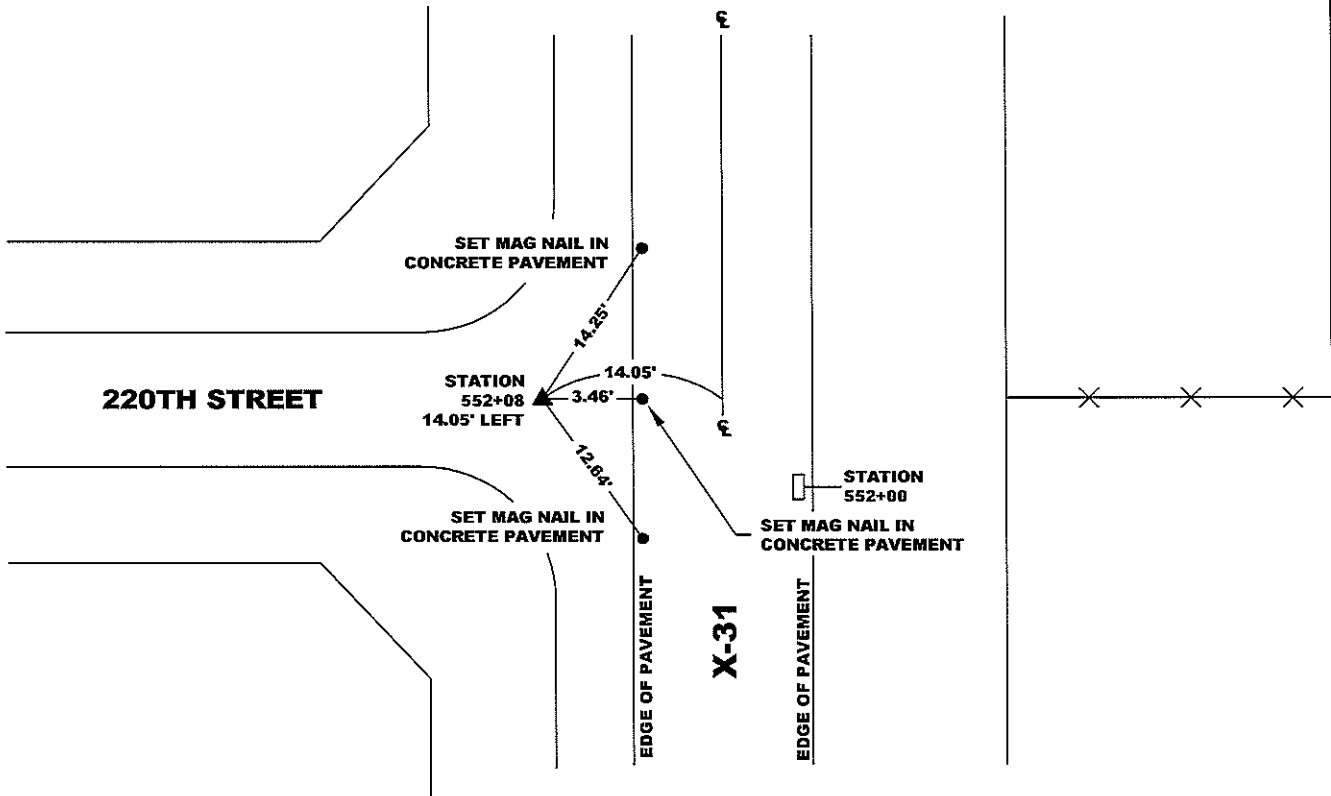 ℄
SET MAG NAIL IN
CONCRETE PAVEMENT
14.25'
14.05'
3.46'
STATION
552+08
14.05' LEFT
220TH STREET
℄
12.64'
STATION
552+00
SET MAG NAIL IN
CONCRETE PAVEMENT
SET MAG NAIL IN
CONCRETE PAVEMENT
EDGE OF PAVEMENT
X-31
EDGE OF PAVEMENT